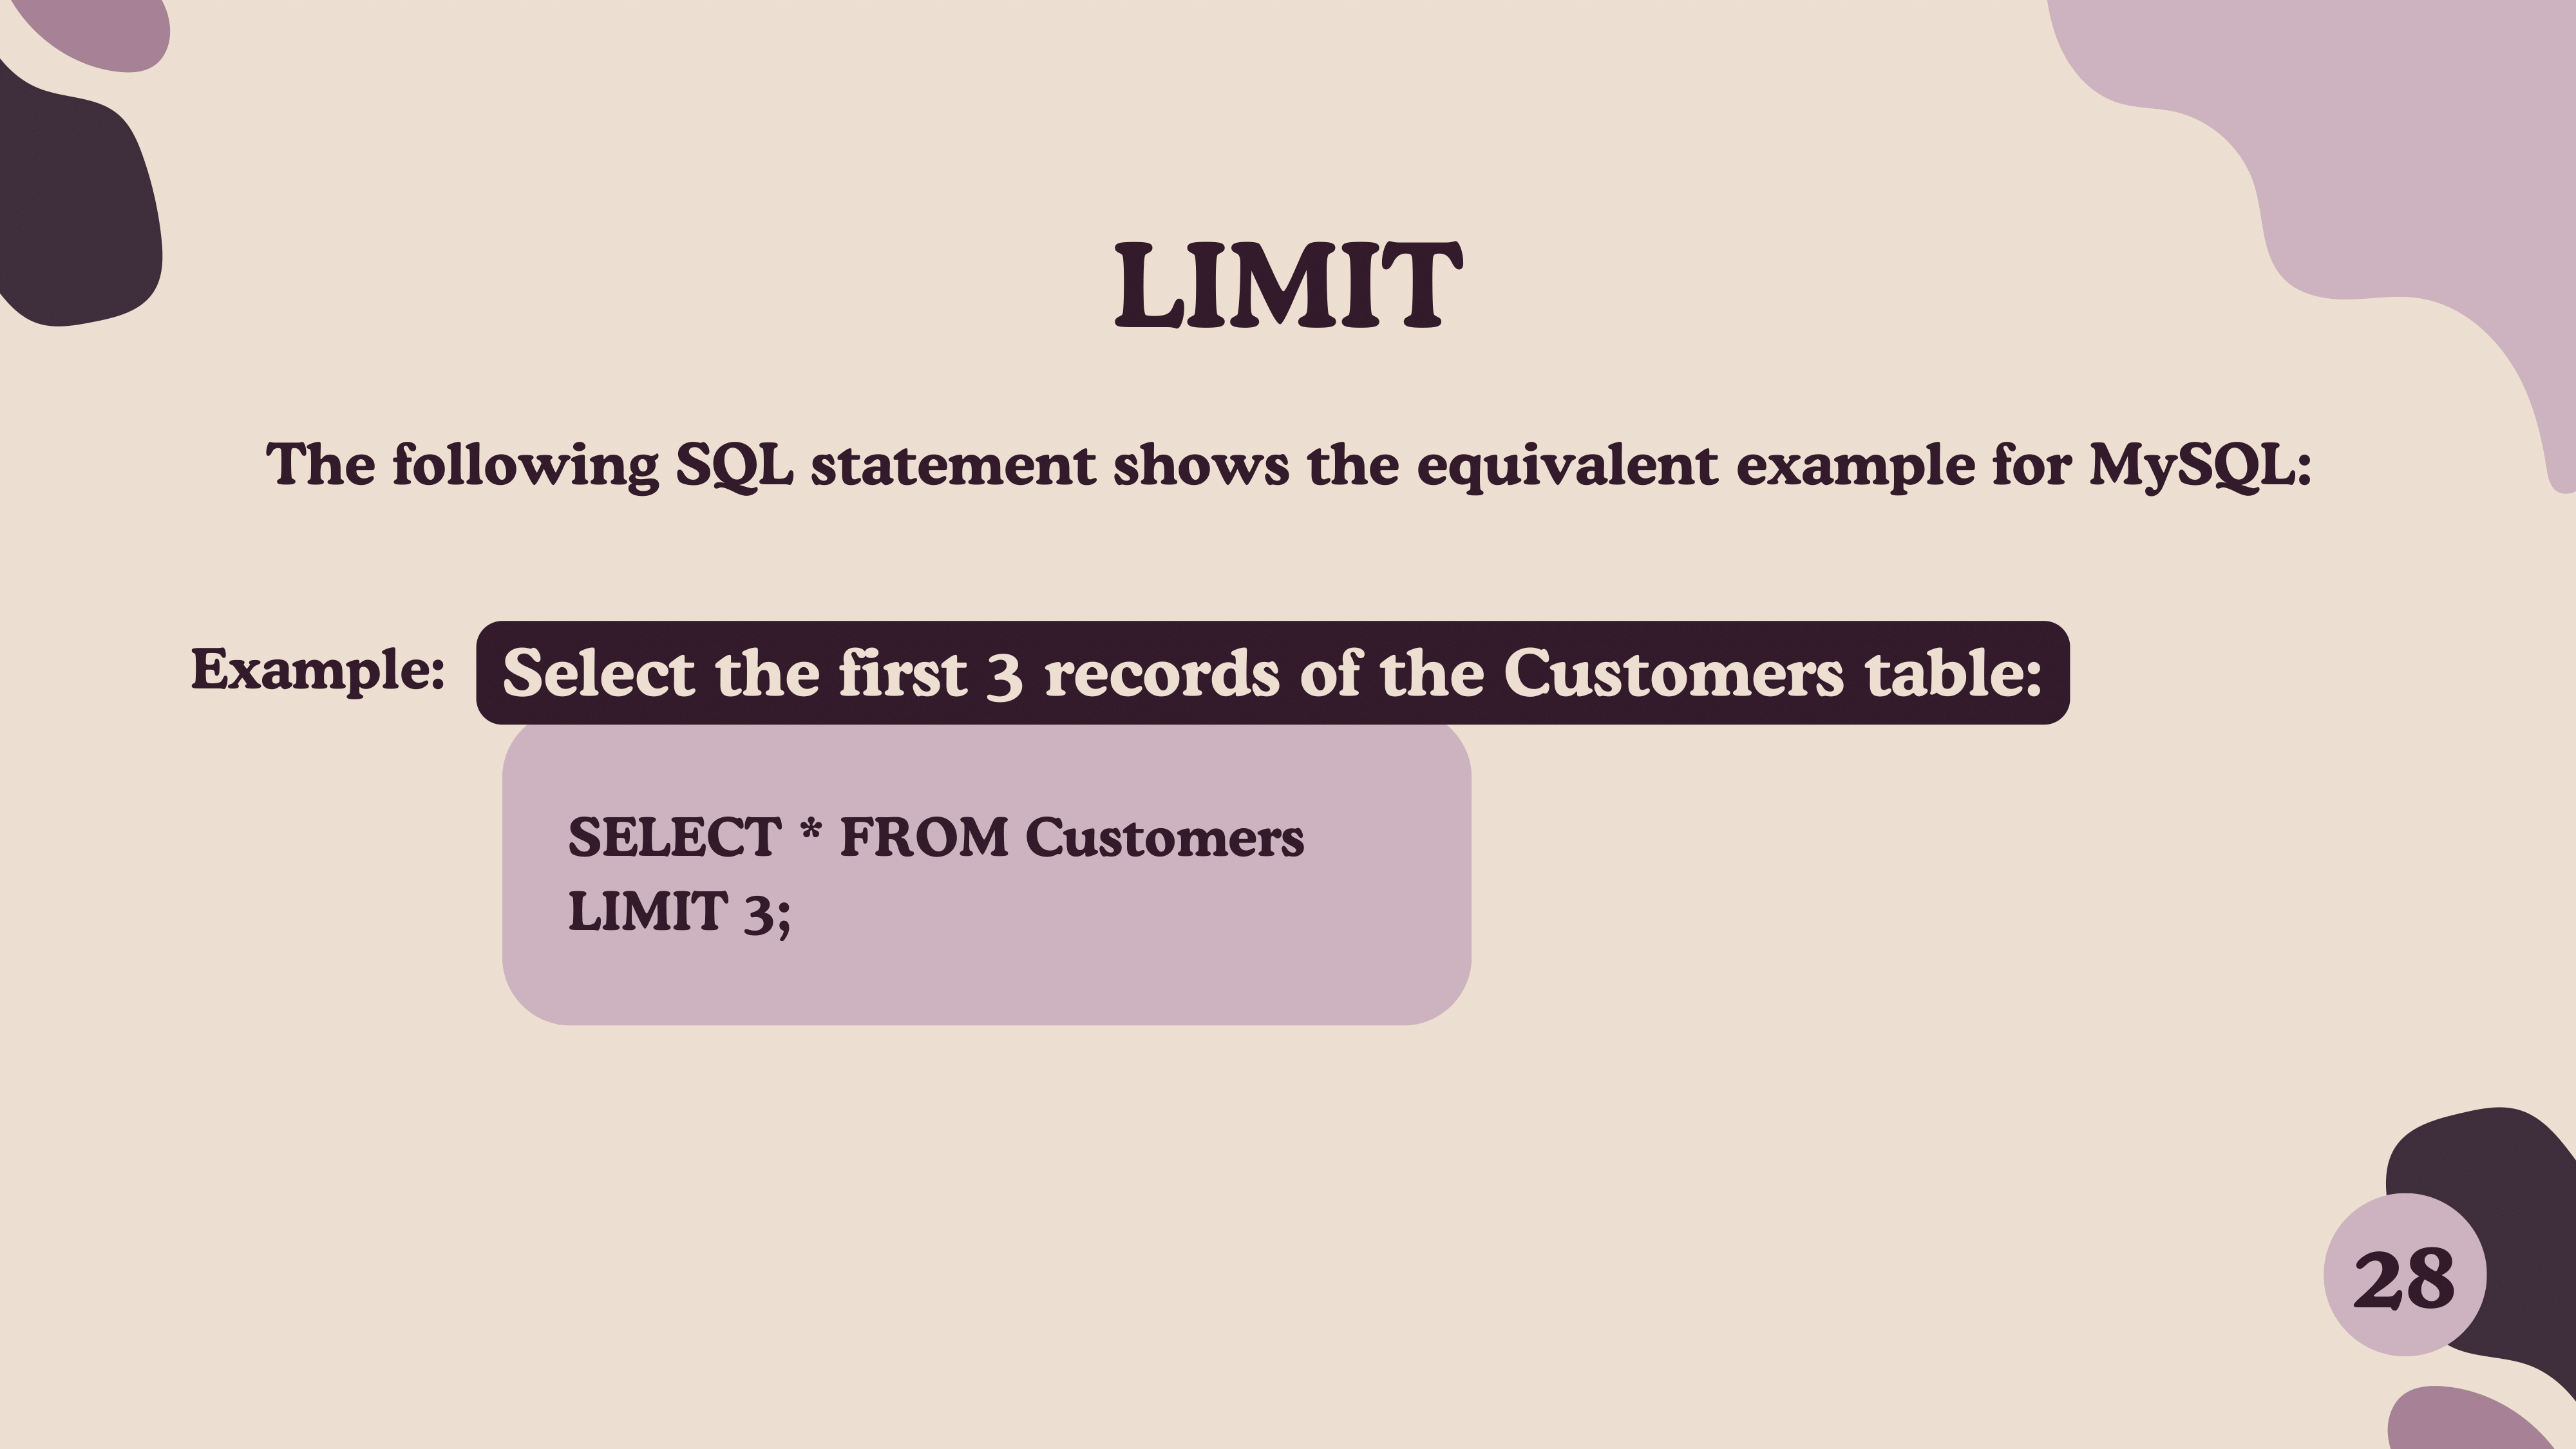 LIMIT
The following SQL statement shows the equivalent example for MySQL:
Example:
Select the first 3 records of the Customers table:
SELECT * FROM Customers
LIMIT 3;
28